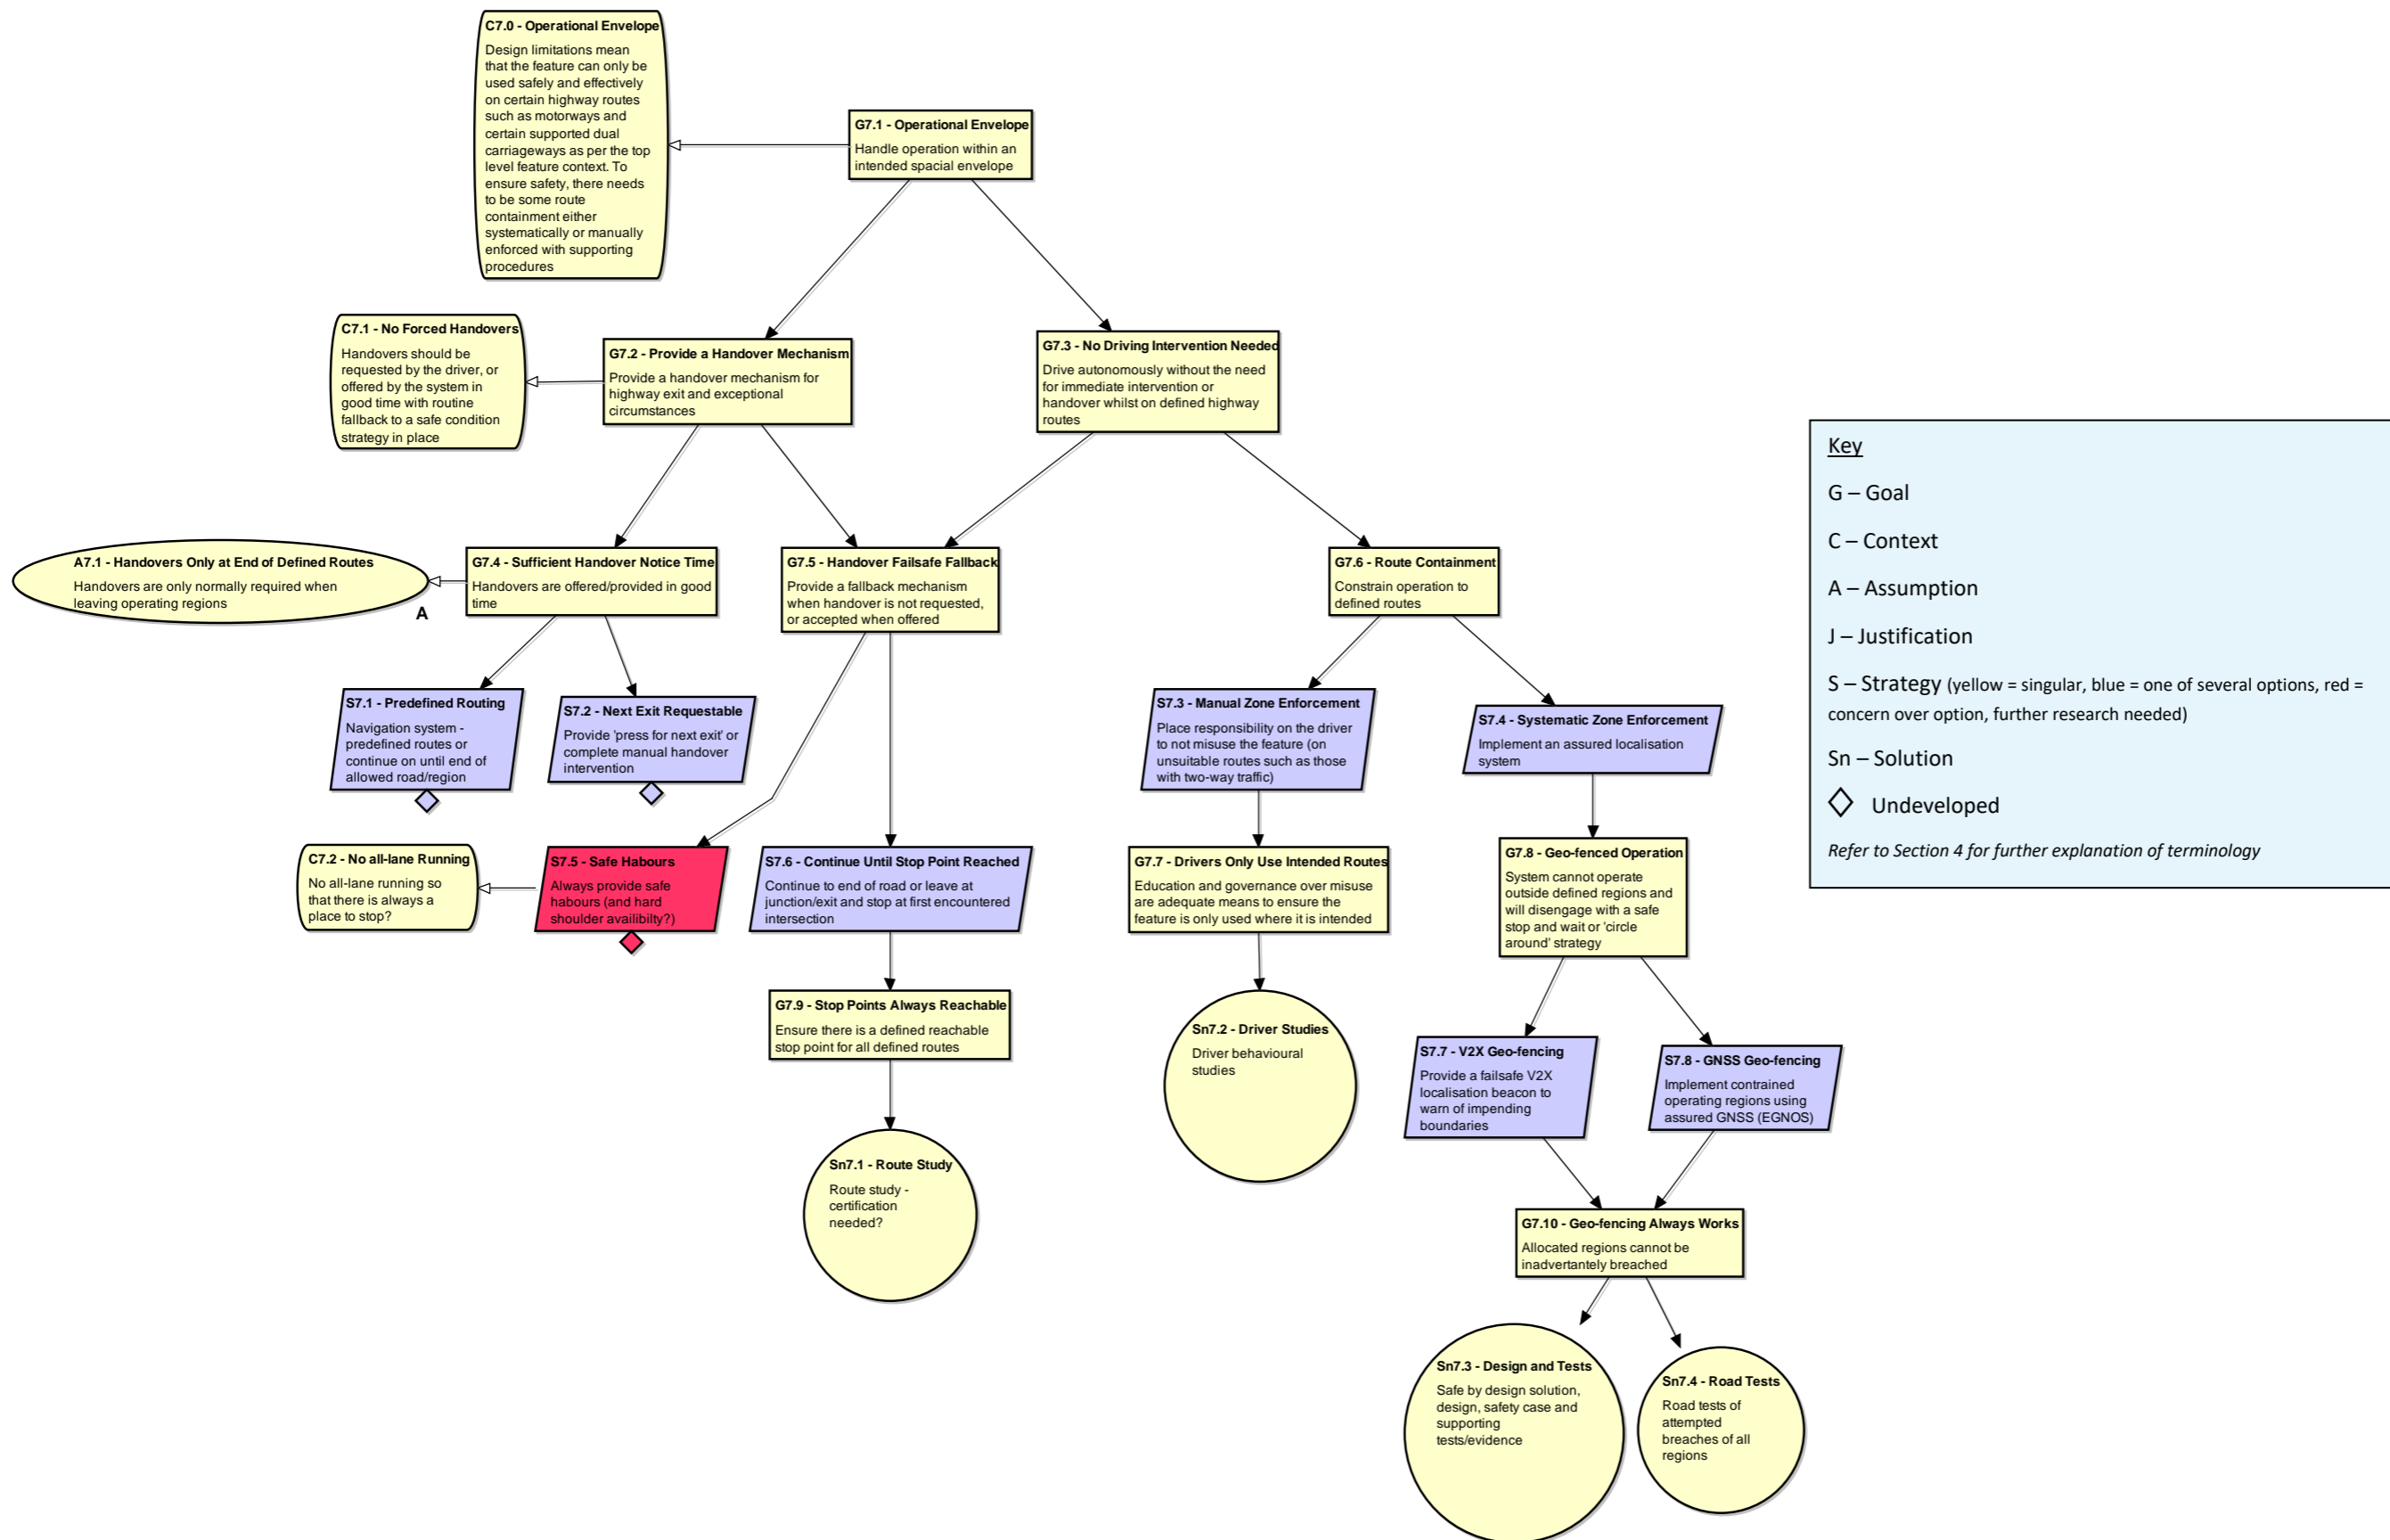 C7.0 - Operational Envelope
Design limitations mean
that the feature can only be
used safely and effectively
on certain highway routes
such as motorways and
certain supported dual
carriageways as per the top
level feature context. To
ensure safety, there needs
to be some route
containment either
systematically or manually
enforced with supporting
procedures
G7.1 - Operational Envelope
Handle operation within an
intended spacial envelope
C7.1 - No Forced Handovers
Handovers should be
requested by the driver, or
offered by the system in
good time with routine
fallback to a safe condition
strategy in place
G7.2 - Provide a Handover Mechanism
Provide a handover mechanism for
highway exit and exceptional
circumstances
G7.3 - No Driving Intervention Needed
Drive autonomously without the need
for immediate intervention or
handover whilst on defined highway
routes
A7.1 - Handovers Only at End of Defined Routes
Handovers are only normally required when
leaving operating regions
A
G7.4 - Sufficient Handover Notice Time
Handovers are offered/provided in good
time
G7.5 - Handover Failsafe Fallback
Provide a fallback mechanism
when handover is not requested,
or accepted when offered
G7.6 - Route Containment
Constrain operation to
defined routes
S7.1 - Predefined Routing
Navigation system -
predefined routes or
continue on until end of
allowed road/region
S7.2 - Next Exit Requestable
Provide 'press for next exit' or
complete manual handover
intervention
S7.3 - Manual Zone Enforcement
Place responsibility on the driver
to not misuse the feature (on
unsuitable routes such as those
with two-way traffic)
S7.4 - Systematic Zone Enforcement
Implement an assured localisation
system
C7.2 - No all-lane Running
No all-lane running so
that there is always a
place to stop?
S7.5 - Safe Habours
Always provide safe
habours (and hard
shoulder availibilty?)
S7.6 - Continue Until Stop Point Reached
Continue to end of road or leave at
junction/exit and stop at first encountered
intersection
G7.7 - Drivers Only Use Intended Routes
Education and governance over misuse
are adequate means to ensure the
feature is only used where it is intended
G7.8 - Geo-fenced Operation
System cannot operate
outside defined regions and
will disengage with a safe
stop and wait or 'circle
around' strategy
G7.9 - Stop Points Always Reachable
Ensure there is a defined reachable
stop point for all defined routes
Sn7.2 - Driver Studies
Driver behavioural
studies
S7.7 - V2X Geo-fencing
Provide a failsafe V2X
localisation beacon to
warn of impending
boundaries
S7.8 - GNSS Geo-fencing
Implement contrained
operating regions using
assured GNSS (EGNOS)
Sn7.1 - Route Study
Route study -
certification
needed?
G7.10 - Geo-fencing Always Works
Allocated regions cannot be
inadvertantely breached
Sn7.3 - Design and Tests
Safe by design solution,
design, safety case and
supporting
tests/evidence
Sn7.4 - Road Tests
Road tests of
attempted
breaches of all
regions
Key
G – Goal
C – Context
A – Assumption
J – Justification
S – Strategy (yellow = singular, blue = one of several options, red =
concern over option, further research needed)
Sn – Solution
Undeveloped
Refer to Section 4 for further explanation of terminology